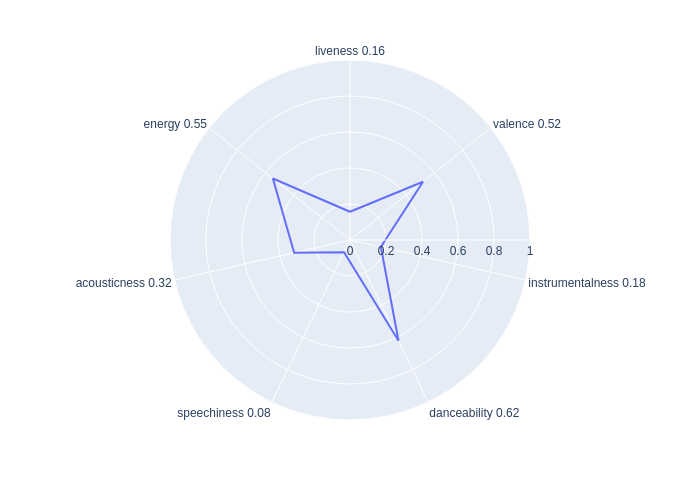 liveness 0.16
energy 0.55
valence 0.52
0 0.2 0.4 0.6 0.8 1
acousticness 0.32
instrumentalness 0.18
speechiness 0.08
danceability 0.62